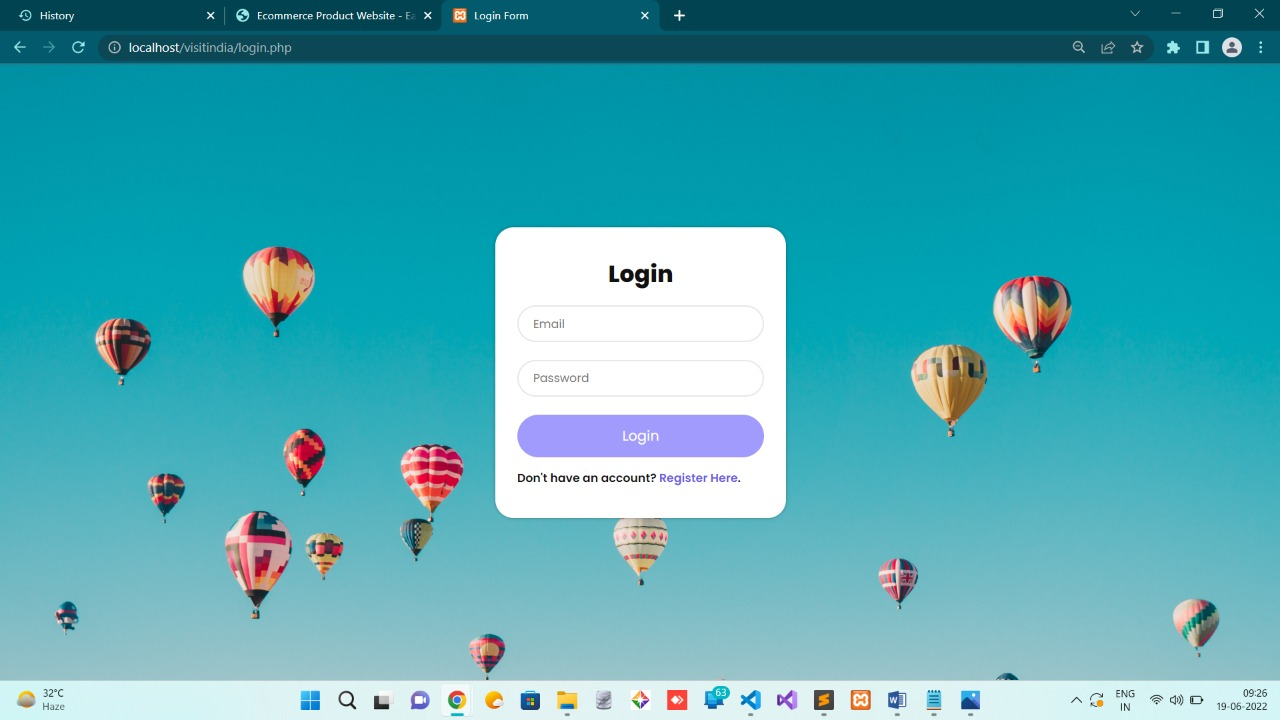 History
Ecommerce Product Website - Ea
Login Form
localhost/visitindia/login.php
Login
Email
Password
Login
Don't have an account? Register Here.
32°C
Haze
63
ENG
IN
09:26
19-06-2022